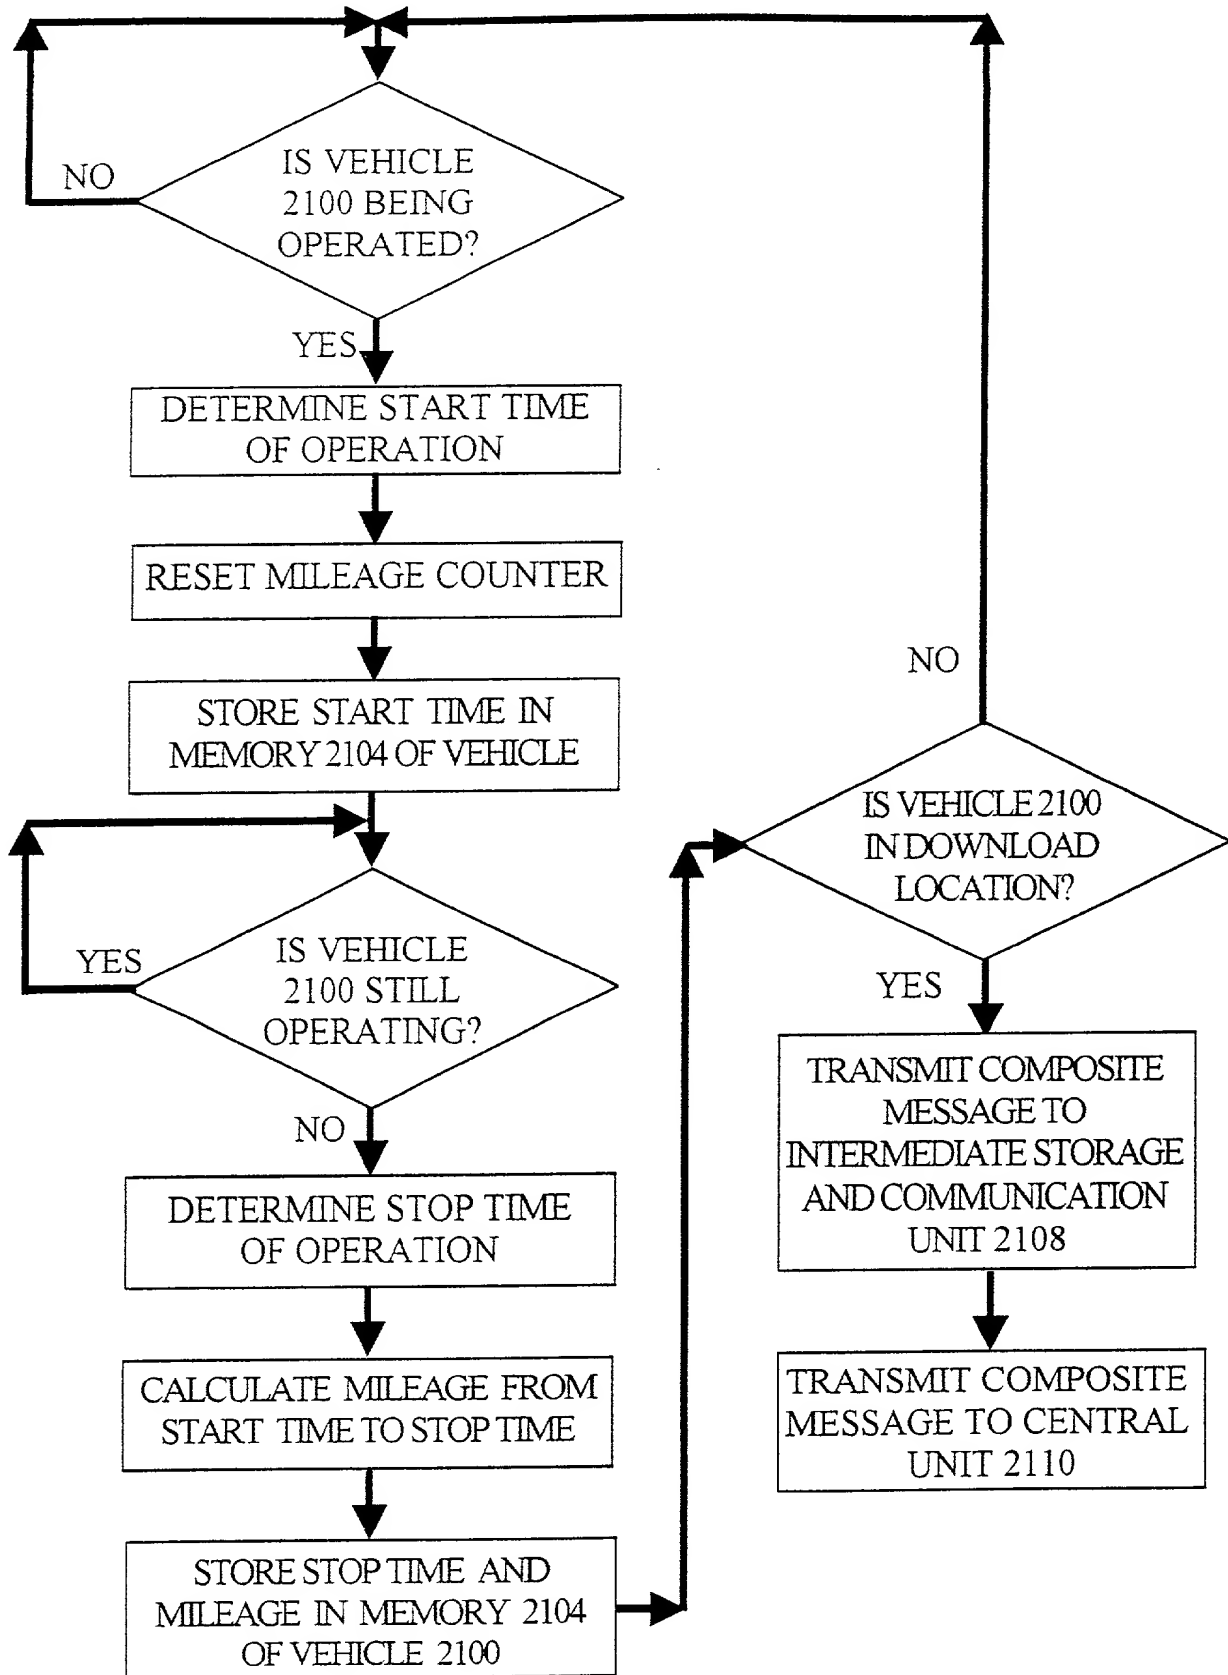 NO
IS VEHICLE
2100 BEING
OPERATED?
YES
DETERMINE START TIME
OF OPERATION
RESET MILEAGE COUNTER
STORE START TIME IN
MEMORY 2104 OF VEHICLE
YES
IS VEHICLE
2100 STILL
OPERATING?
NO
DETERMINE STOP TIME
OF OPERATION
CALCULATE MILEAGE FROM
START TIME TO STOP TIME
STORE STOP TIME AND
MILEAGE IN MEMORY 2104
OF VEHICLE 2100
NO
IS VEHICLE 2100
IN DOWNLOAD
LOCATION?
YES
TRANSMIT COMPOSITE
MESSAGE TO
INTERMEDIATE STORAGE
AND COMMUNICATION
UNIT 2108
TRANSMIT COMPOSITE
MESSAGE TO CENTRAL
UNIT 2110